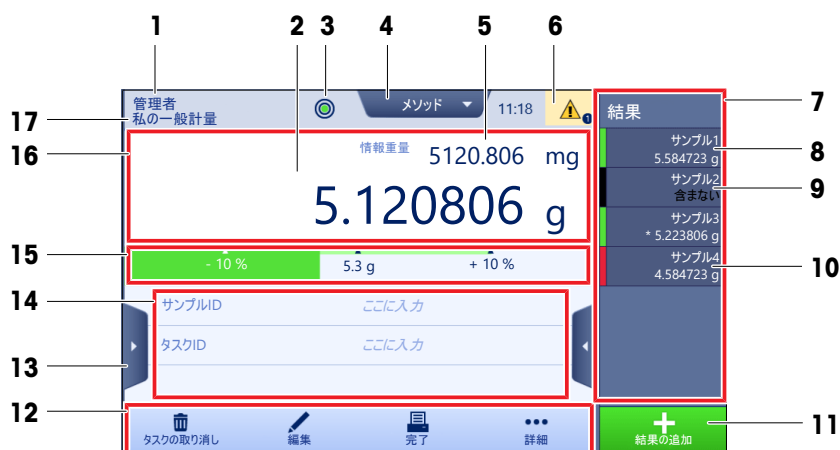 1 2 3 4 5 6
管理者
私の一般計量
メソッド
11:18
結果
7
17
16
情報重量 5120.806 mg
5.120806 g
サンプル1
5.584723 g
8
サンプル2
含まない
9
サンプル3
* 5.223806 g
サンプル4
4.584723 g
10
15
- 10 % 5.3 g + 10 %
14
サンプルID ここに入力
タスクID ここに入力
13
12
タスクの取り消し 編集 完了 詳細
結果の追加
11